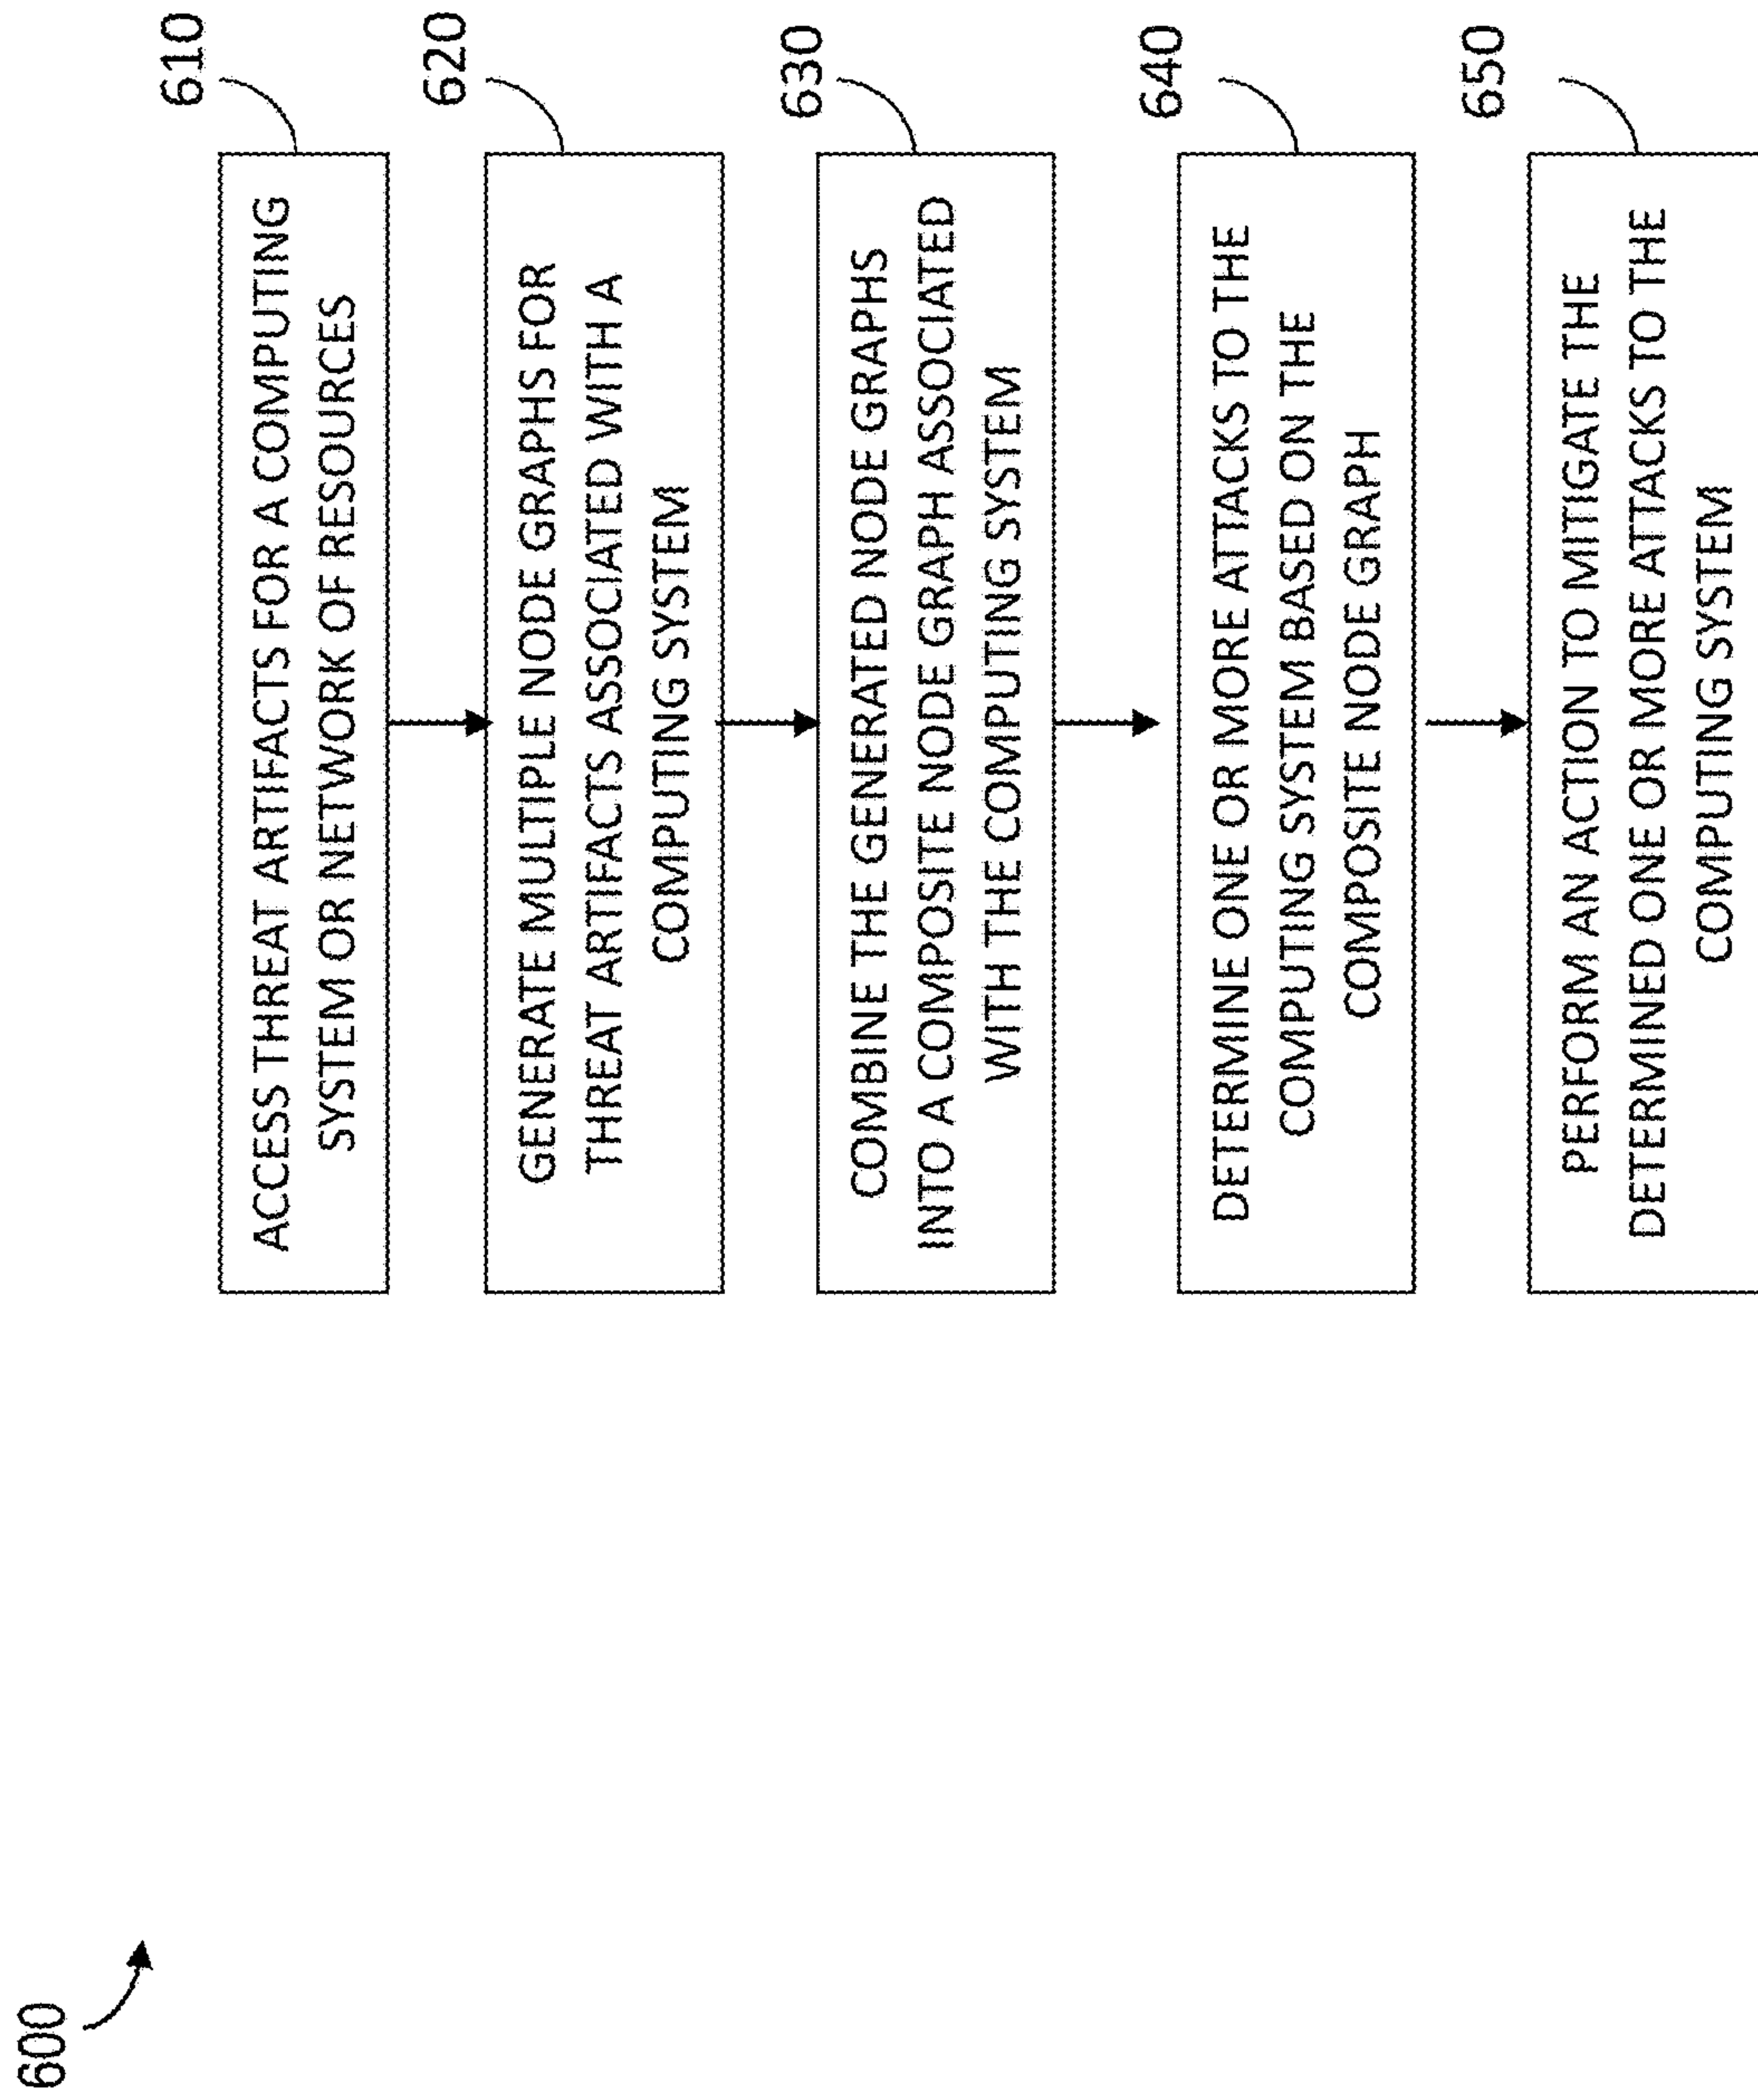 600
610
ACCESS THREAT ARTIFACTS FOR A COMPUTING
SYSTEM OR NETWORK OF RESOURCES
620
GENERATE MULTIPLE NODE GRAPHS FOR
THREAT ARTIFACTS ASSOCIATED WITH A
COMPUTING SYSTEM
630
COMBINE THE GENERATED NODE GRAPHS
INTO A COMPOSITE NODE GRAPH ASSOCIATED
WITH THE COMPUTING SYSTEM
640
DETERMINE ONE OR MORE ATTACKS TO THE
COMPUTING SYSTEM BASED ON THE
COMPOSITE NODE GRAPH
650
PERFORM AN ACTION TO MITIGATE THE
DETERMINED ONE OR MORE ATTACKS TO THE
COMPUTING SYSTEM